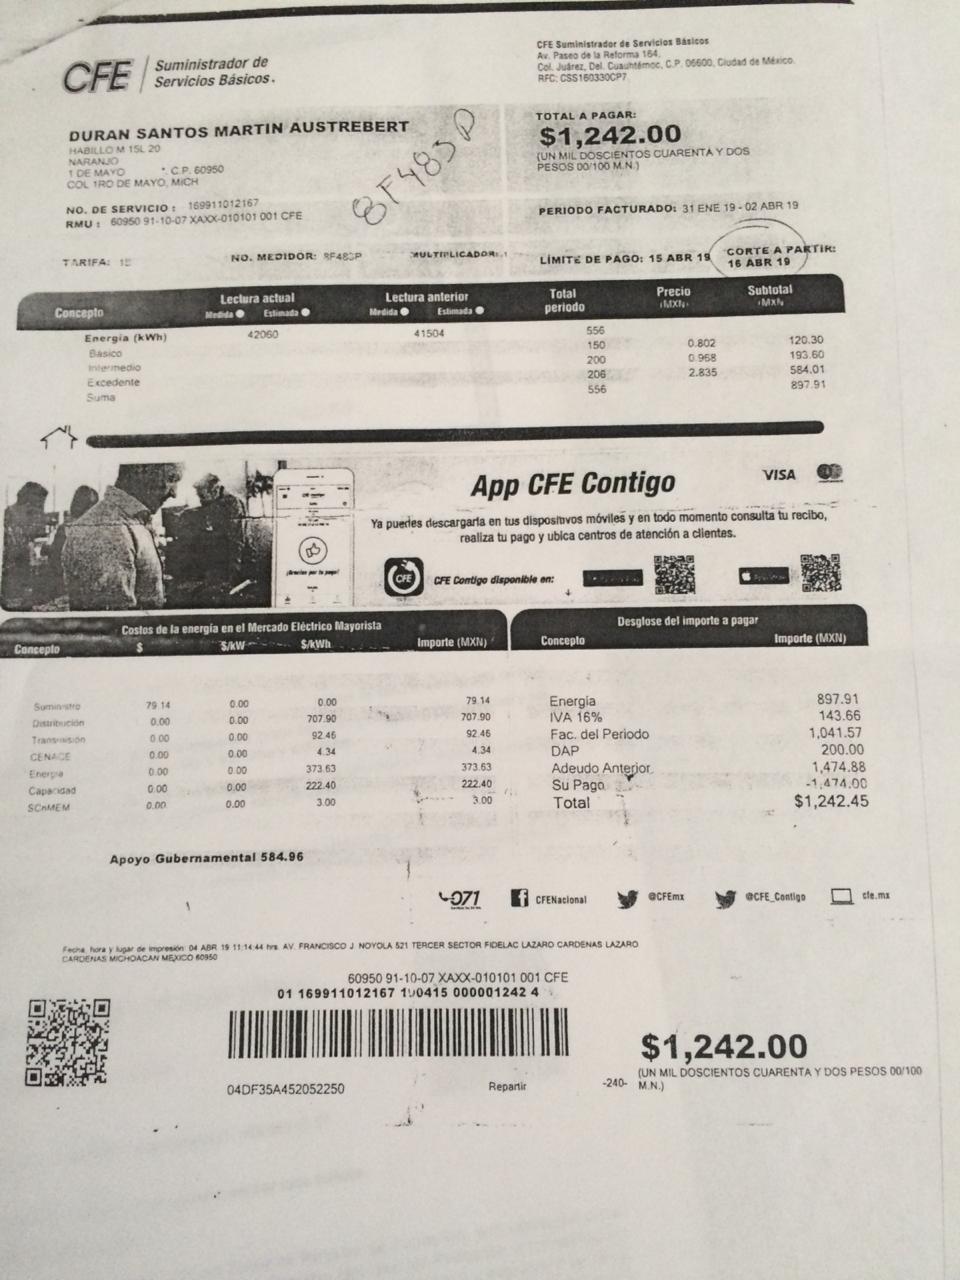 CFE Suministrador de
Servicios Básicos.
CFE Suministrador de Servicios Básicos
Av. Paseo de la Reforma 164,
Col. Juárez, Del. Cuauhtémoc, C.P. 06600, Ciudad de México.
RFC: CSS160330CP7
DURAN SANTOS MARTIN AUSTREBERT
HABILLO M 15L 20
NARANJO
1 DE MAYO C.P. 60950
COL 1RO DE MAYO, MICH
8F483P
TOTAL A PAGAR:
$1,242.00
(UN MIL DOSCIENTOS CUARENTA Y DOS
PESOS 00/100 M.N.)
NO. DE SERVICIO : 169911012167
RMU : 60950 91-10-07 XAXX-010101 001 CFE
PERIODO FACTURADO: 31 ENE 19 - 02 ABR 19
TARIFA: 1E NO. MEDIDOR: 8F483P MULTIPLICADOR: 1
LÍMITE DE PAGO: 15 ABR 19 CORTE A PARTIR:
16 ABR 19
Concepto Lectura actual Lectura anterior Total periodo Precio (MXN) Subtotal (MXN)
Medida Estimada Medida Estimada
Energía (kWh) 42060 41504 556
Básico 150 0.802 120.30
Intermedio 200 0.968 193.60
Excedente 206 2.835 584.01
Suma 556 897.91
App CFE Contigo VISA
Ya puedes descargarla en tus dispositivos móviles y en todo momento consulta tu recibo,
realiza tu pago y ubica centros de atención a clientes.
CFE CFE Contigo disponible en:
¡Gracias por tu pago!
Costos de la energía en el Mercado Eléctrico Mayorista
Concepto $ $/kW $/kWh Importe (MXN)
Suministro 79.14 0.00 0.00 79.14
Distribución 0.00 0.00 707.90 707.90
Transmisión 0.00 0.00 92.46 92.46
CENACE 0.00 0.00 4.34 4.34
Energía 0.00 0.00 373.63 373.63
Capacidad 0.00 0.00 222.40 222.40
SCnMEM 0.00 0.00 3.00 3.00
Desglose del importe a pagar
Concepto Importe (MXN)
Energía 897.91
IVA 16% 143.66
Fac. del Periodo 1,041.57
DAP 200.00
Adeudo Anterior 1,474.88
Su Pago -1,474.00
Total $1,242.45
Apoyo Gubernamental 584.96
071 CFENacional @CFEmx @CFE_Contigo cfe.mx
Fecha, hora y lugar de impresión: 04 ABR 19 11:14:44 hrs. AV. FRANCISCO J. NOYOLA 521 TERCER SECTOR FIDELAC LAZARO CARDENAS LAZARO
CARDENAS MICHOACAN MEXICO 60950
60950 91-10-07 XAXX-010101 001 CFE
01 169911012167 190415 000001242 4
04DF35A452052250 Repartir -240-
$1,242.00
(UN MIL DOSCIENTOS CUARENTA Y DOS PESOS 00/100
M.N.)